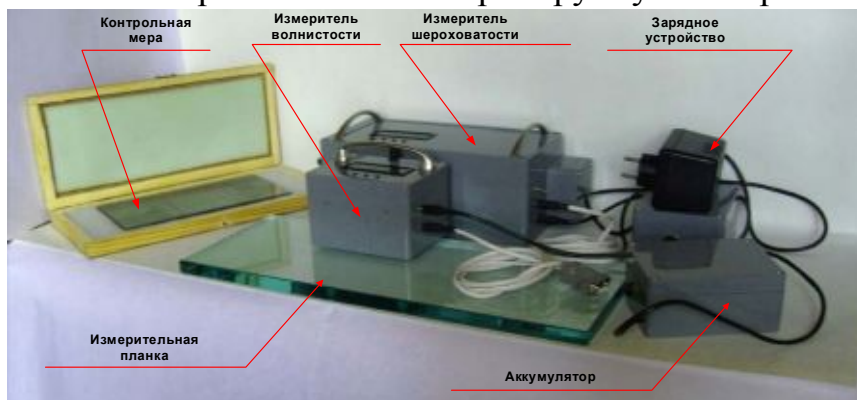 Контрольная
мера
Измеритель
волнистости
Измеритель
шероховатости
Зарядное
устройство
Измерительная
планка
Аккумулятор